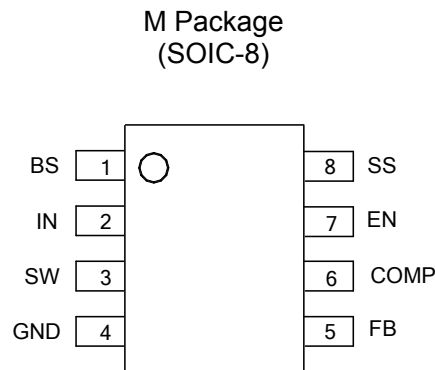 M Package
(SOIC-8)
BS 1 8 SS
IN 2 7 EN
SW 3 6 COMP
GND 4 5 FB